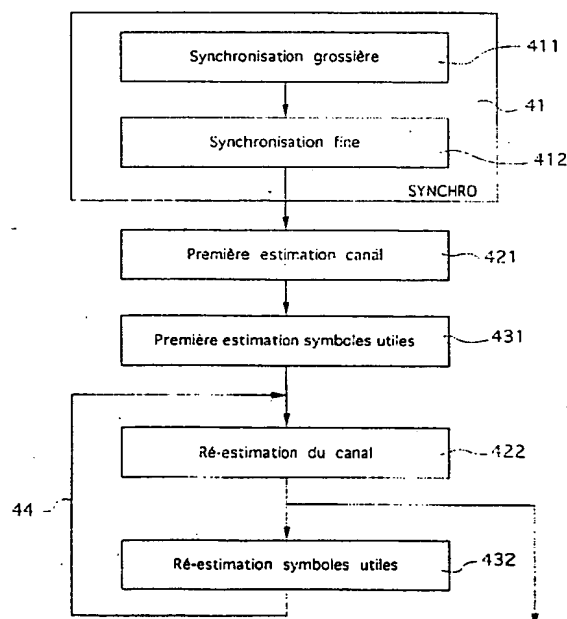 Synchronisation grossière
411
41
Synchronisation fine
412
SYNCHRO
Première estimation canal
421
Première estimation symboles utiles
431
Ré-estimation du canal
422
44
Ré-estimation symboles utiles
432